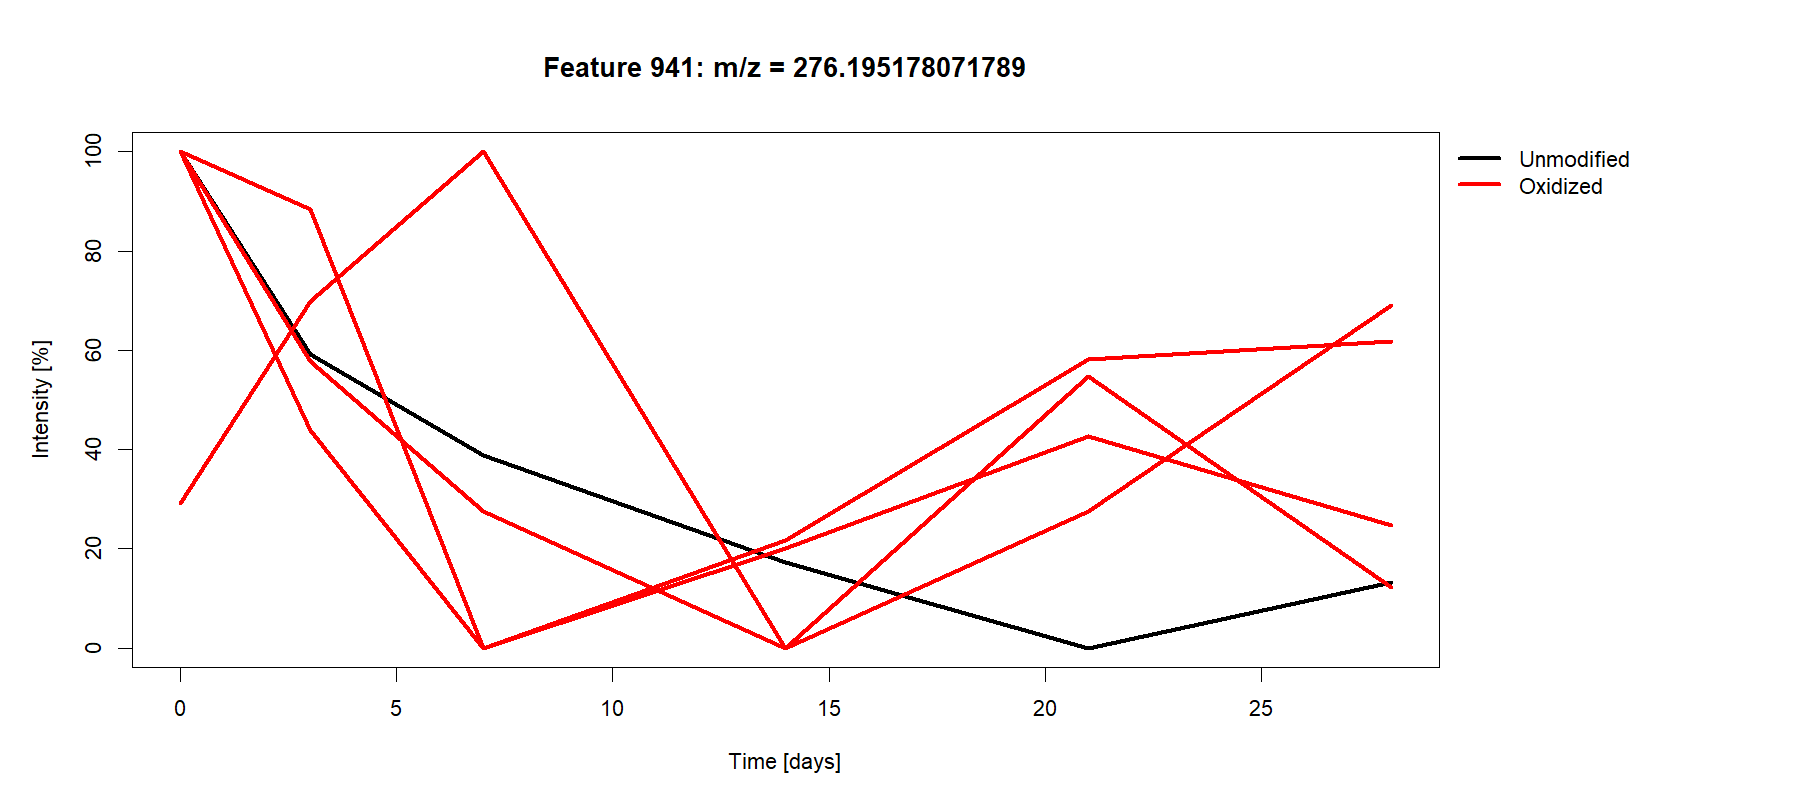 Feature 941: m/z = 276.195178071789
Unmodified
Oxidized
Intensity [%]
100
80
60
40
20
0
0 5 10 15 20 25
Time [days]